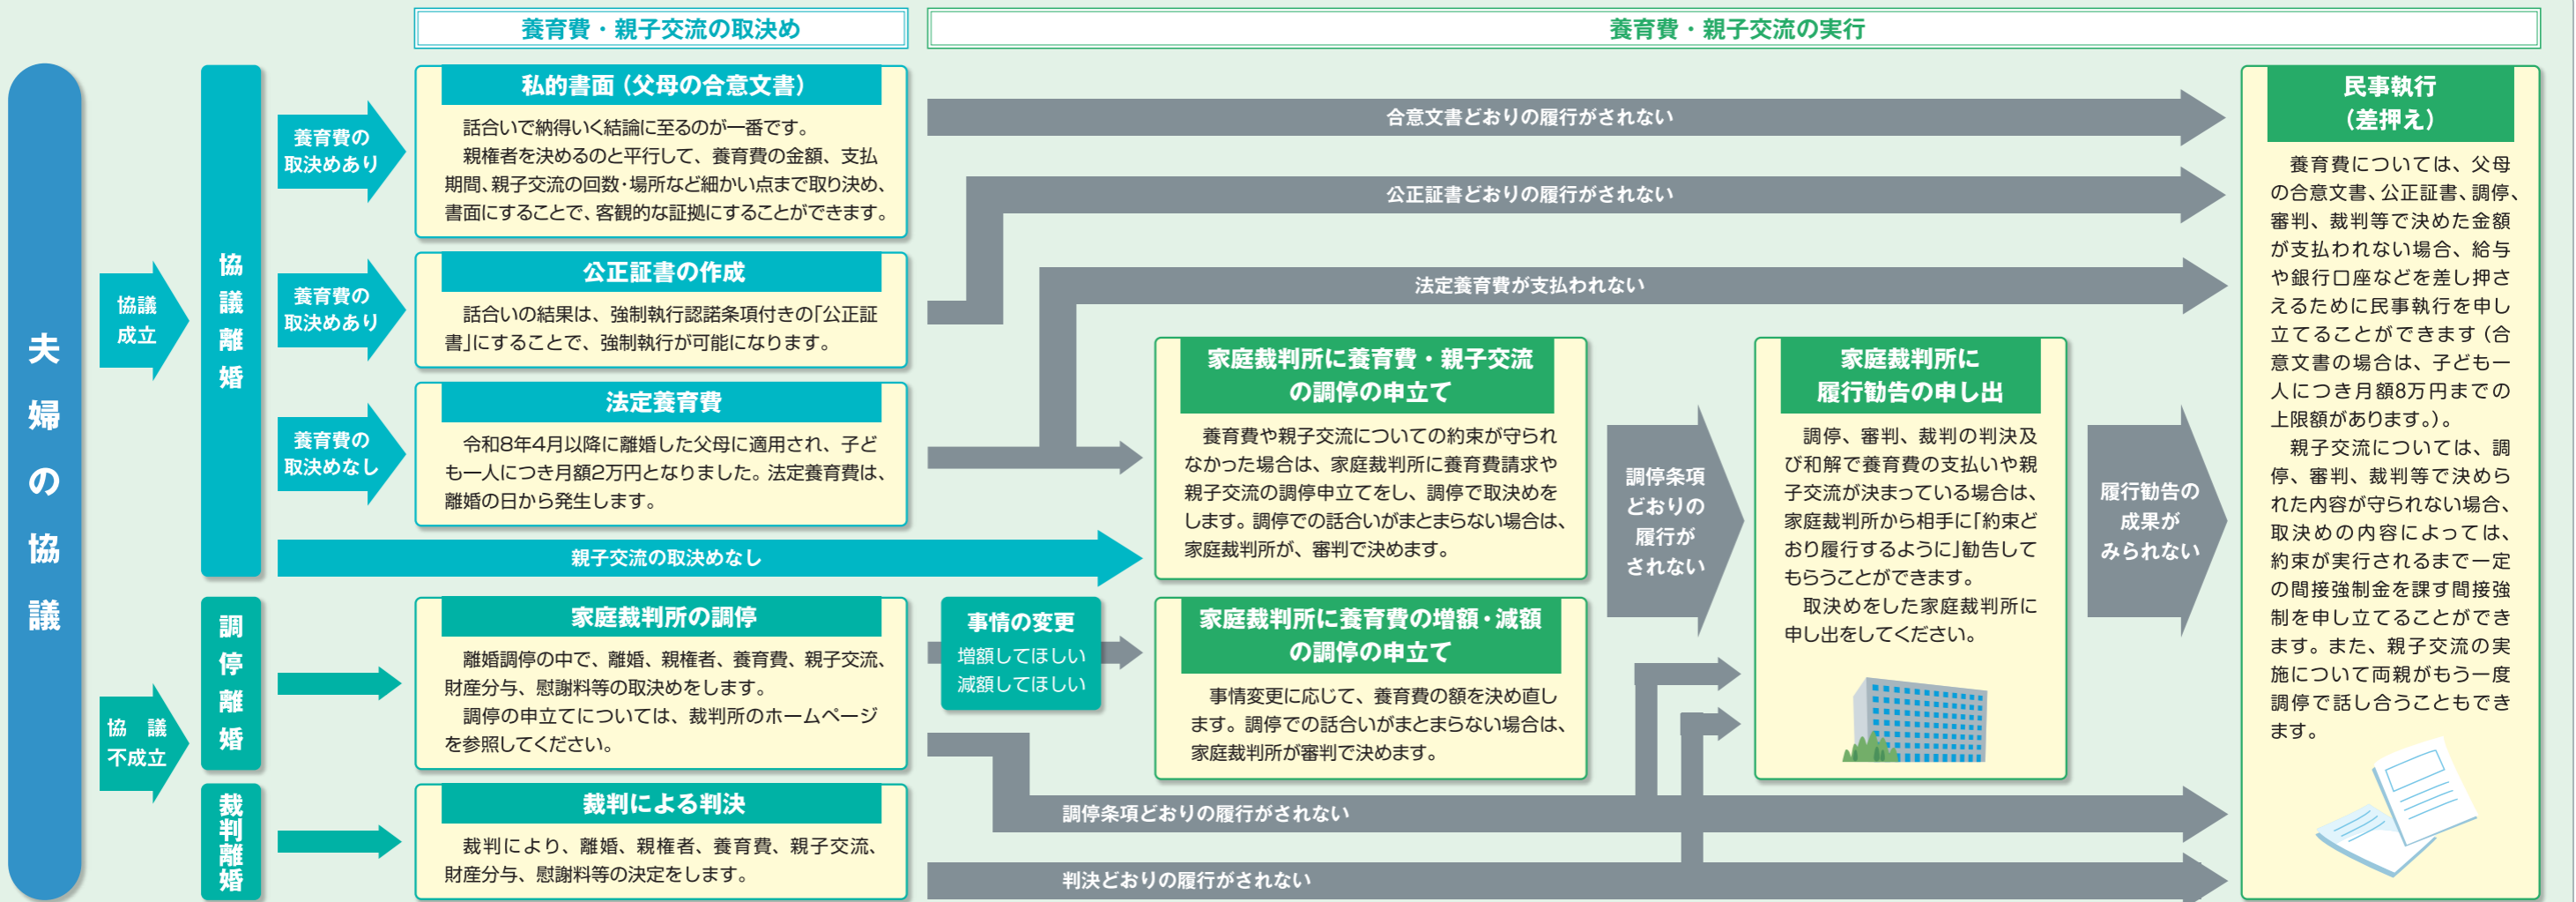 養育費・親子交流の取決め
養育費・親子交流の実行
夫婦の協議
協議
成立
協議離婚
養育費の
取決めあり
私的書面（父母の合意文書）
話合いで納得いく結論に至るのが一番です。
親権者を決めるのと平行して、養育費の金額、支払
期間、親子交流の回数・場所など細かい点まで取り決め、
書面にすることで、客観的な証拠にすることができます。
合意文書どおりの履行がされない
養育費の
取決めあり
公正証書の作成
話合いの結果は、強制執行認諾条項付きの「公正証
書」にすることで、強制執行が可能になります。
公正証書どおりの履行がされない
養育費の
取決めなし
法定養育費
令和8年4月以降に離婚した父母に適用され、子ど
も一人につき月額2万円となりました。法定養育費は、
離婚の日から発生します。
法定養育費が支払われない
親子交流の取決めなし
家庭裁判所に養育費・親子交流
の調停の申立て
養育費や親子交流についての約束が守られ
なかった場合は、家庭裁判所に養育費請求や
親子交流の調停申立てをし、調停で取決めを
します。調停での話合いがまとまらない場合は、
家庭裁判所が、審判で決めます。
協　議
不成立
調停離婚
家庭裁判所の調停
離婚調停の中で、離婚、親権者、養育費、親子交流、
財産分与、慰謝料等の取決めをします。
調停の申立てについては、裁判所のホームページ
を参照してください。
事情の変更
増額してほしい
減額してほしい
家庭裁判所に養育費の増額・減額
の調停の申立て
事情変更に応じて、養育費の額を決め直し
ます。調停での話合いがまとまらない場合は、
家庭裁判所が審判で決めます。
調停条項
どおりの
履行が
されない
家庭裁判所に
履行勧告の申し出
調停、審判、裁判の判決及
び和解で養育費の支払いや親
子交流が決まっている場合は、
家庭裁判所から相手に「約束ど
おり履行するように」勧告して
もらうことができます。
取決めをした家庭裁判所に
申し出をしてください。
履行勧告の
成果が
みられない
調停条項どおりの履行がされない
裁判離婚
裁判による判決
裁判により、離婚、親権者、養育費、親子交流、
財産分与、慰謝料等の決定をします。
判決どおりの履行がされない
民事執行
（差押え）
養育費については、父母
の合意文書、公正証書、調停、
審判、裁判等で決めた金額
が支払われない場合、給与
や銀行口座などを差し押さ
えるために民事執行を申し
立てることができます（合
意文書の場合は、子ども一
人につき月額8万円までの
上限額があります。）。
親子交流については、調
停、審判、裁判等で決めら
れた内容が守られない場合、
取決めの内容によっては、
約束が実行されるまで一定
の間接強制金を課す間接強
制を申し立てることができ
ます。また、親子交流の実
施について両親がもう一度
調停で話し合うこともでき
ます。